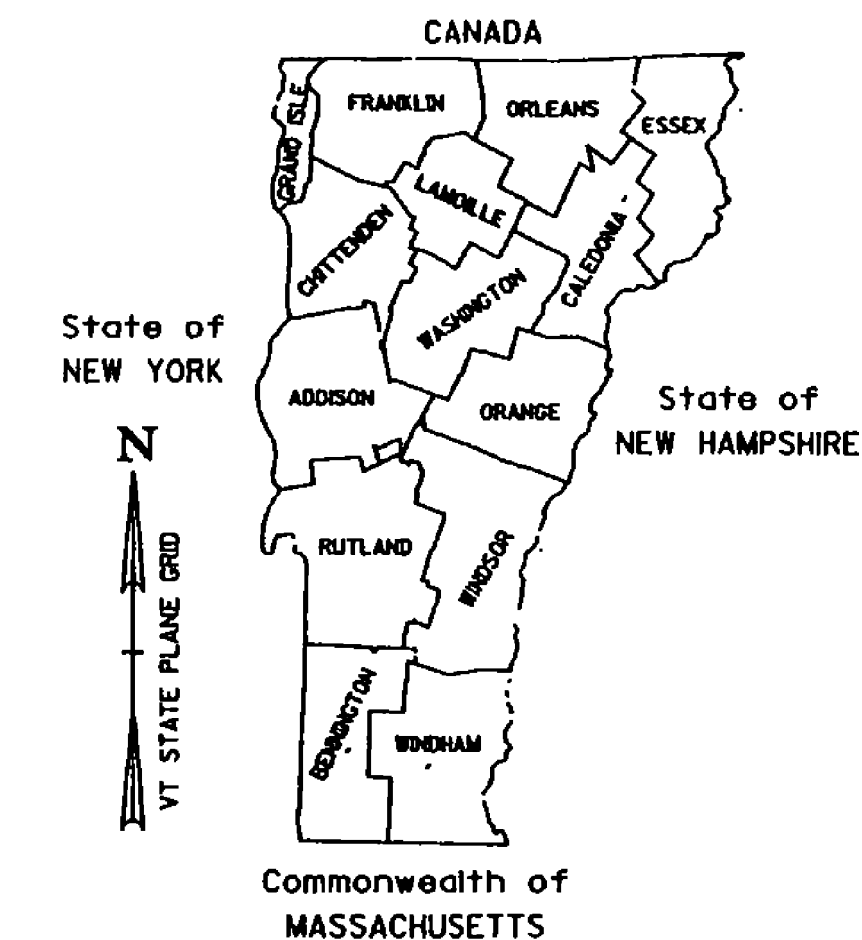 CANADA
FRANKLIN
ORLEANS
ESSEX
GRAND ISLE
LAMOILLE
CHITTENDEN
CALEDONIA
WASHINGTON
State of
NEW YORK
ADDISON
ORANGE
State of
NEW HAMPSHIRE
N
VT STATE PLANE GRID
RUTLAND
WINDSOR
BENNINGTON
WINDHAM
Commonwealth of
MASSACHUSETTS